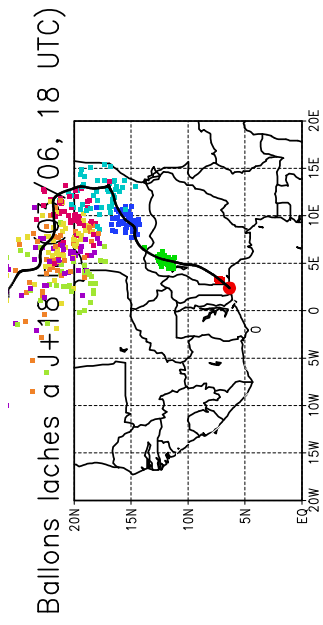 Ballons laches a J+18 /06, 18 UTC)
20N
15N
10N
5N
EQ
0
20W 15W 10W 5W 0 5E 10E 15E 20E